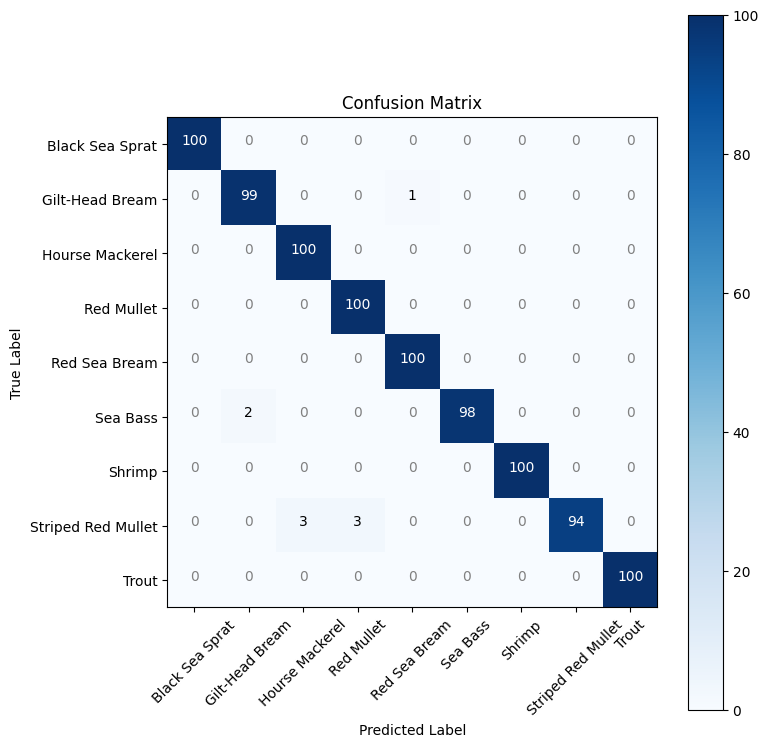 Confusion Matrix
True Label
Black Sea Sprat 100 0 0 0 0 0 0 0 0
Gilt-Head Bream 0 99 0 0 1 0 0 0 0
Hourse Mackerel 0 0 100 0 0 0 0 0 0
Red Mullet 0 0 0 100 0 0 0 0 0
Red Sea Bream 0 0 0 0 100 0 0 0 0
Sea Bass 0 2 0 0 0 98 0 0 0
Shrimp 0 0 0 0 0 0 100 0 0
Striped Red Mullet 0 0 3 3 0 0 0 94 0
Trout 0 0 0 0 0 0 0 0 100
Black Sea Sprat
Gilt-Head Bream
Hourse Mackerel
Red Mullet
Red Sea Bream
Sea Bass
Shrimp
Striped Red Mullet
Trout
Predicted Label
100
80
60
40
20
0